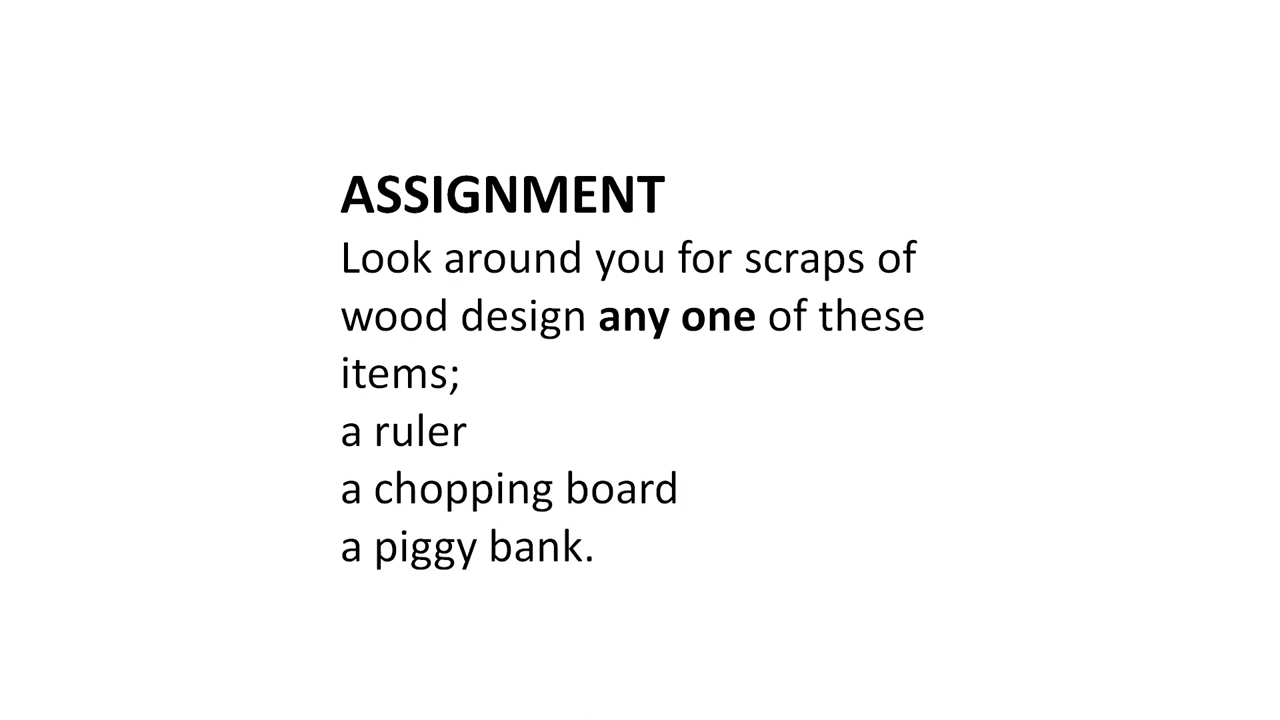 ASSIGNMENT
Look around you for scraps of
wood design any one of these
items;
a ruler
a chopping board
a piggy bank.